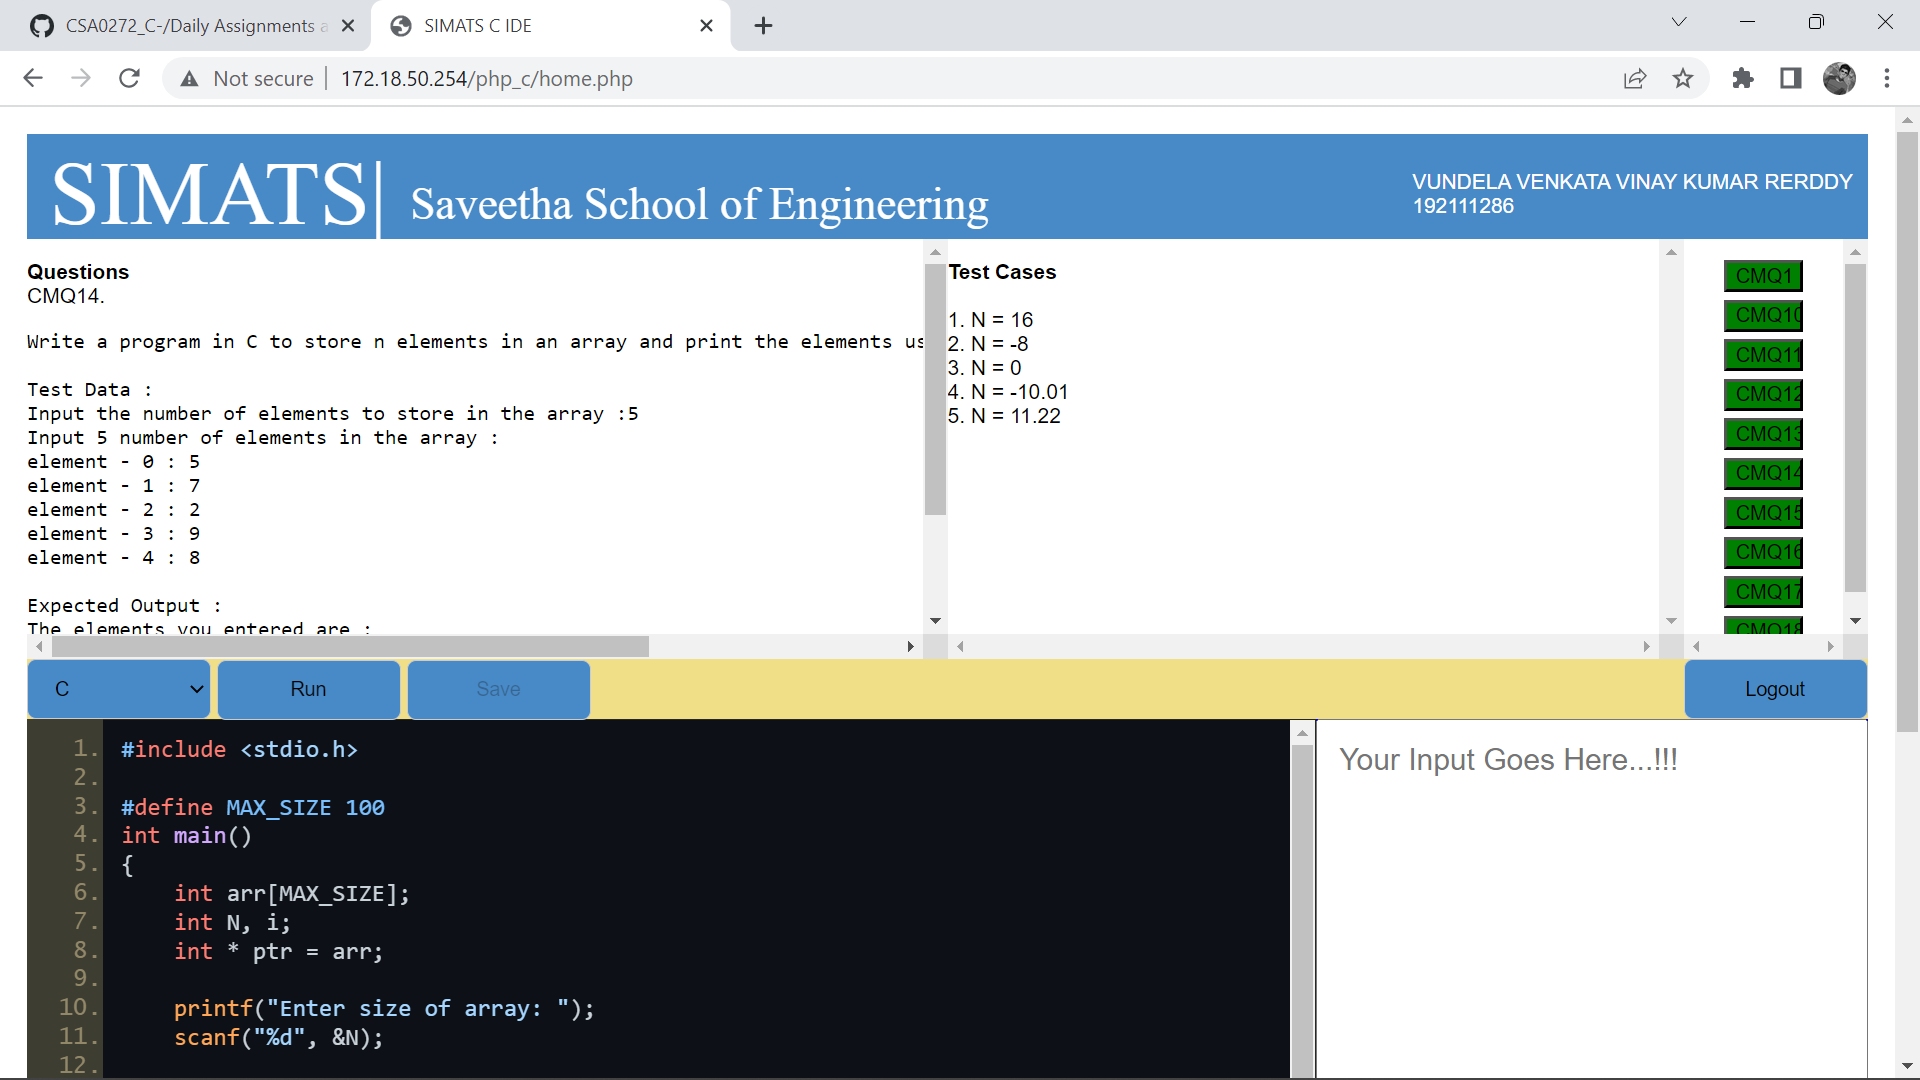 CSA0272_C-/Daily Assignments
SIMATS C IDE
Not secure
172.18.50.254/php_c/home.php
SIMATS|
Saveetha School of Engineering
VUNDELA VENKATA VINAY KUMAR RERDDY
192111286
Questions
CMQ14.
Write a program in C to store n elements in an array and print the elements us
Test Data :
Input the number of elements to store in the array :5
Input 5 number of elements in the array :
element - 0 : 5
element - 1 : 7
element - 2 : 2
element - 3 : 9
element - 4 : 8
Expected Output :
The elements you entered are :
Test Cases
1. N = 16
2. N = -8
3. N = 0
4. N = -10.01
5. N = 11.22
CMQ1
CMQ10
CMQ11
CMQ12
CMQ13
CMQ14
CMQ15
CMQ16
CMQ17
CMQ18
C
Run
Save
Logout
1. #include <stdio.h>
2.
3. #define MAX_SIZE 100
4. int main()
5. {
6. int arr[MAX_SIZE];
7. int N, i;
8. int * ptr = arr;
9.
10. printf("Enter size of array: ");
11. scanf("%d", &N);
12.
Your Input Goes Here...!!!